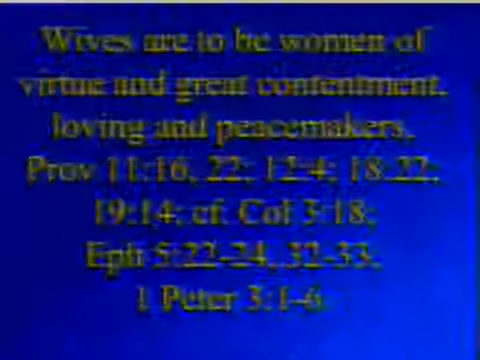 Wives are to be women of
virtue and great contentment,
loving and peacemakers,
Prov 11:16, 22; 12:4; 18:22;
19:14; cf. Col 3:18;
Eph 5:22-24, 32-33;
1 Peter 3:1-6